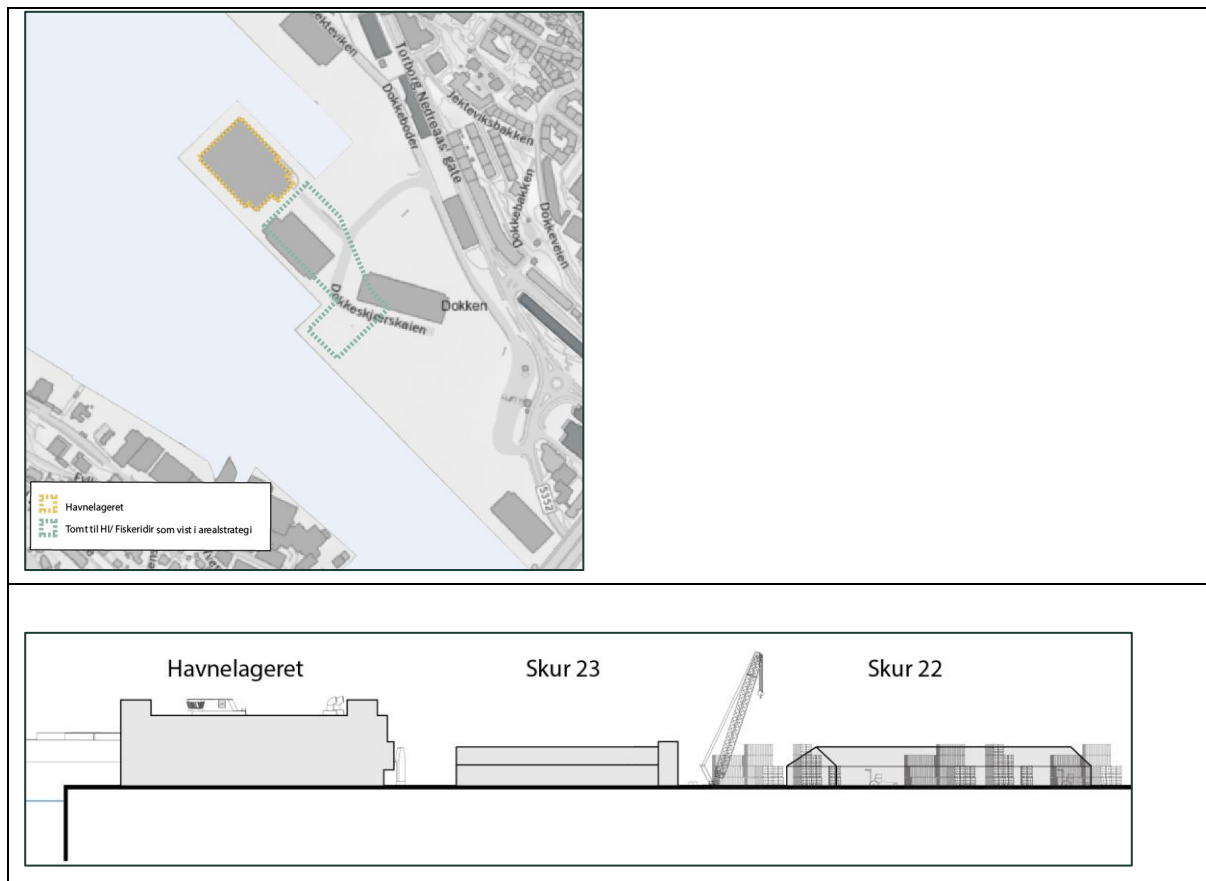 Jekteviken
Torborg Nedreaas' gate
Jekteviksbakken
Dokkeboder
Dokkebakken
Dokkeveien
Dokken
Dokkeskjærskaien
5352
Havnelageret
Tomt til HI/ Fiskeridir som vist i arealstrategi
Havnelageret
Skur 23
Skur 22